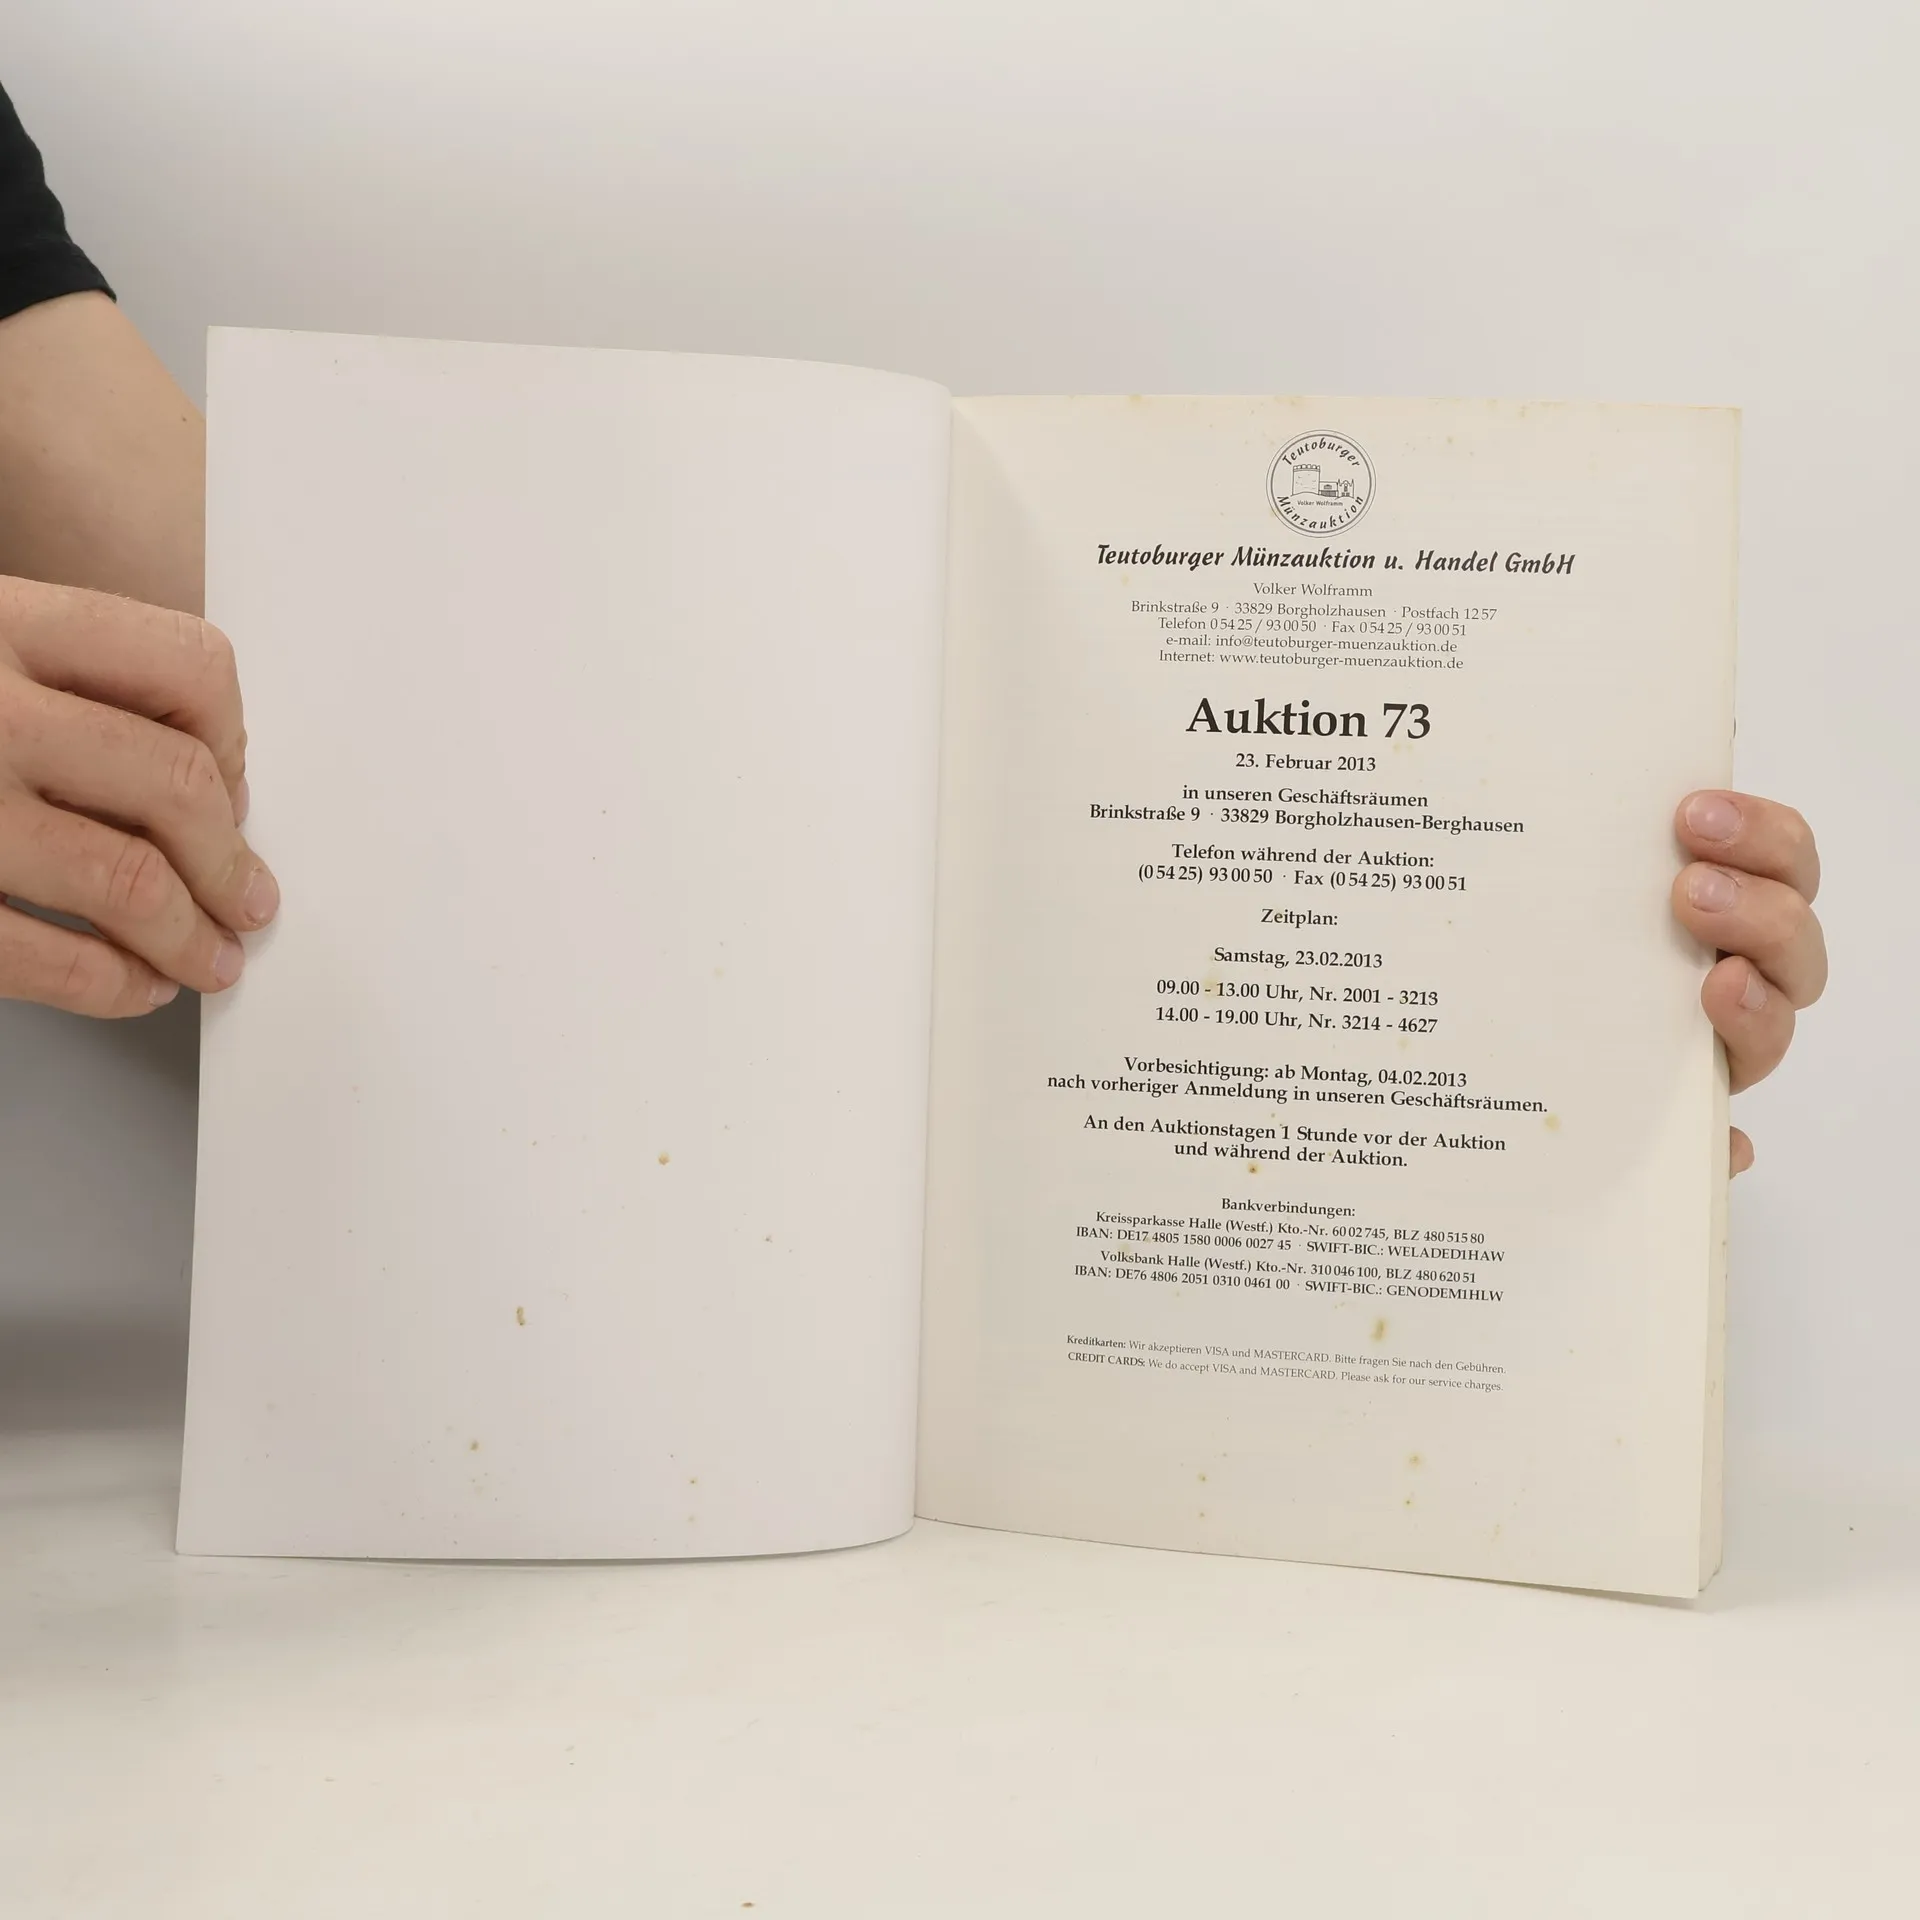 Teutoburger
Volker Wolframm
Münzauktion
Teutoburger Münzauktion u. Handel GmbH
Volker Wolframm
Brinkstraße 9 · 33829 Borgholzhausen · Postfach 12 57
Telefon 0 54 25 / 93 00 50 · Fax 0 54 25 / 93 00 51
e-mail: info@teutoburger-muenzauktion.de
Internet: www.teutoburger-muenzauktion.de
Auktion 73
23. Februar 2013
in unseren Geschäftsräumen
Brinkstraße 9 · 33829 Borgholzhausen-Berghausen
Telefon während der Auktion:
(0 54 25) 93 00 50 · Fax (0 54 25) 93 00 51
Zeitplan:
Samstag, 23.02.2013
09.00 - 13.00 Uhr, Nr. 2001 - 3213
14.00 - 19.00 Uhr, Nr. 3214 - 4627
Vorbesichtigung: ab Montag, 04.02.2013
nach vorheriger Anmeldung in unseren Geschäftsräumen.
An den Auktionstagen 1 Stunde vor der Auktion
und während der Auktion.
Bankverbindungen:
Kreissparkasse Halle (Westf.) Kto.-Nr. 60 02 745, BLZ 480 515 80
IBAN: DE17 4805 1580 0006 0027 45 · SWIFT-BIC.: WELADED1HAW
Volksbank Halle (Westf.) Kto.-Nr. 310 046 100, BLZ 480 620 51
IBAN: DE76 4806 2051 0310 0461 00 · SWIFT-BIC.: GENODEM1HLW
Kreditkarten: Wir akzeptieren VISA und MASTERCARD. Bitte fragen Sie nach den Gebühren.
CREDIT CARDS: We do accept VISA and MASTERCARD. Please ask for our service charges.